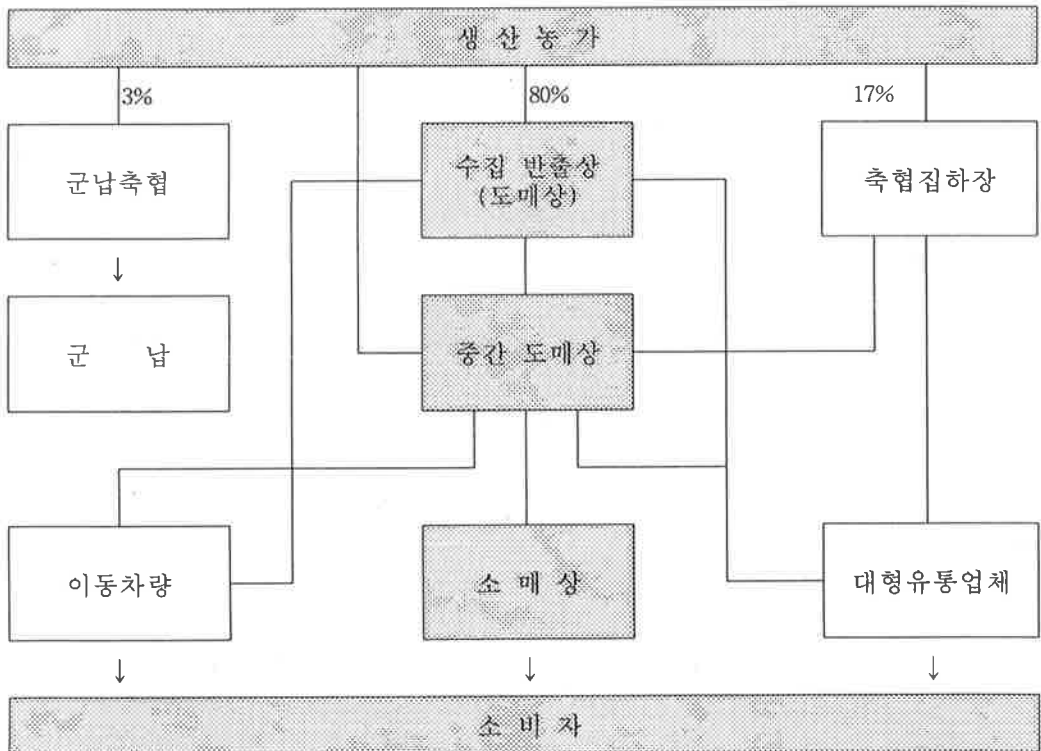 생 산 농 가
3%
80%
17%
군납축협
수집 반출상
(도매상)
축협집하장
↓
군 납
중간 도매상
이동차량
소 매 상
대형유통업체
↓ ↓ ↓
소 비 자